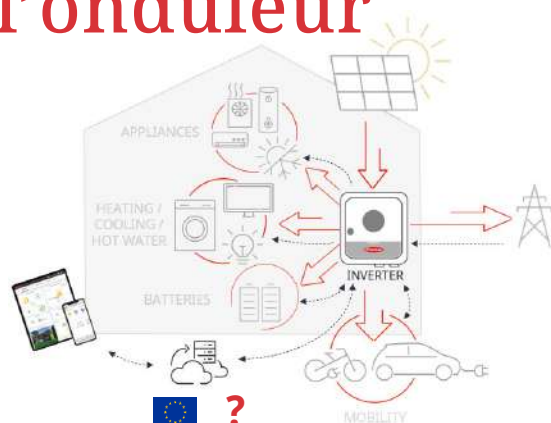 l'onduleur
APPLIANCES
HEATING /
COOLING /
HOT WATER
INVERTER
BATTERIES
?
MOBILITY